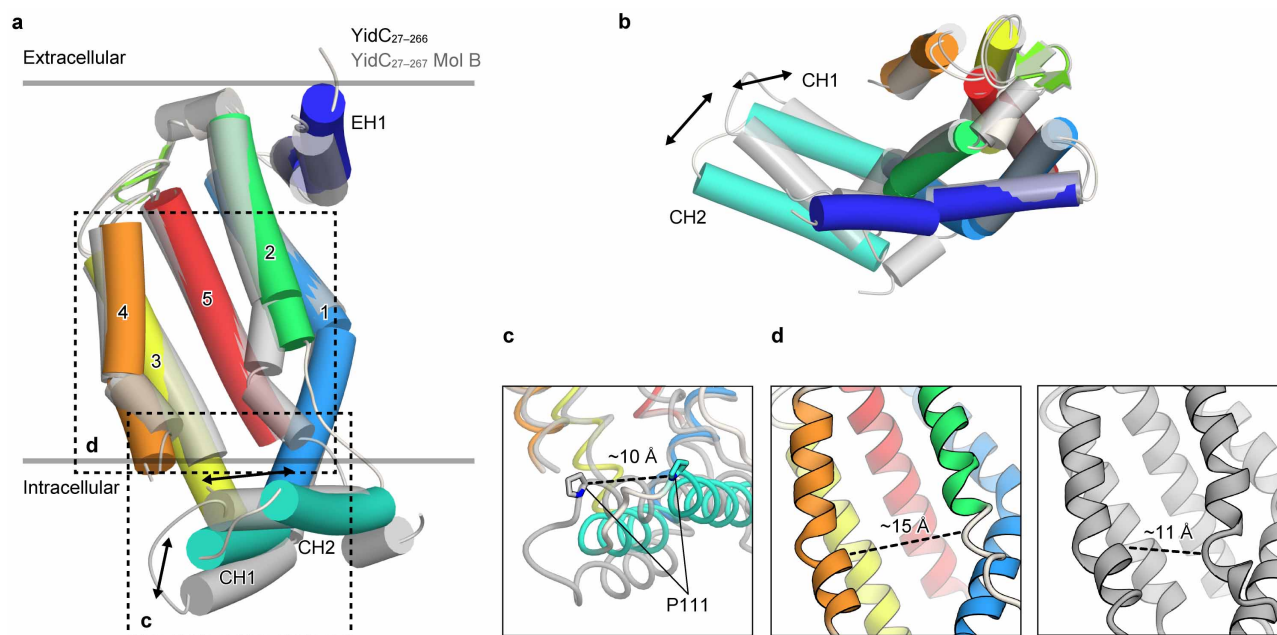 a
Extracellular
YidC27–266
YidC27–267 Mol B
EH1
2
1
4
5
3
d
Intracellular
CH2
CH1
c
b
CH1
CH2
c
~10 Å
P111
d
~15 Å
~11 Å